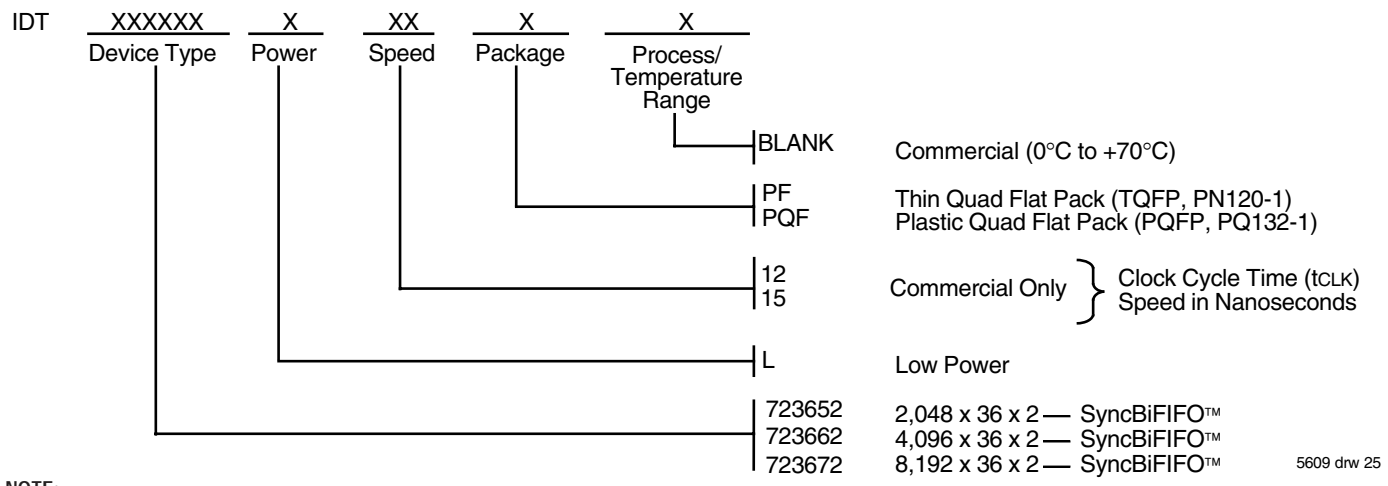 IDT XXXXXX X XX X X
Device Type Power Speed Package Process/
Temperature
Range
BLANK Commercial (0°C to +70°C)
PF Thin Quad Flat Pack (TQFP, PN120-1)
PQF Plastic Quad Flat Pack (PQFP, PQ132-1)
12
15
Commercial Only
Clock Cycle Time (tCLK)
Speed in Nanoseconds
L Low Power
723652 2,048 x 36 x 2 — SyncBiFIFO™
723662 4,096 x 36 x 2 — SyncBiFIFO™
723672 8,192 x 36 x 2 — SyncBiFIFO™
5609 drw 25
NOTE: